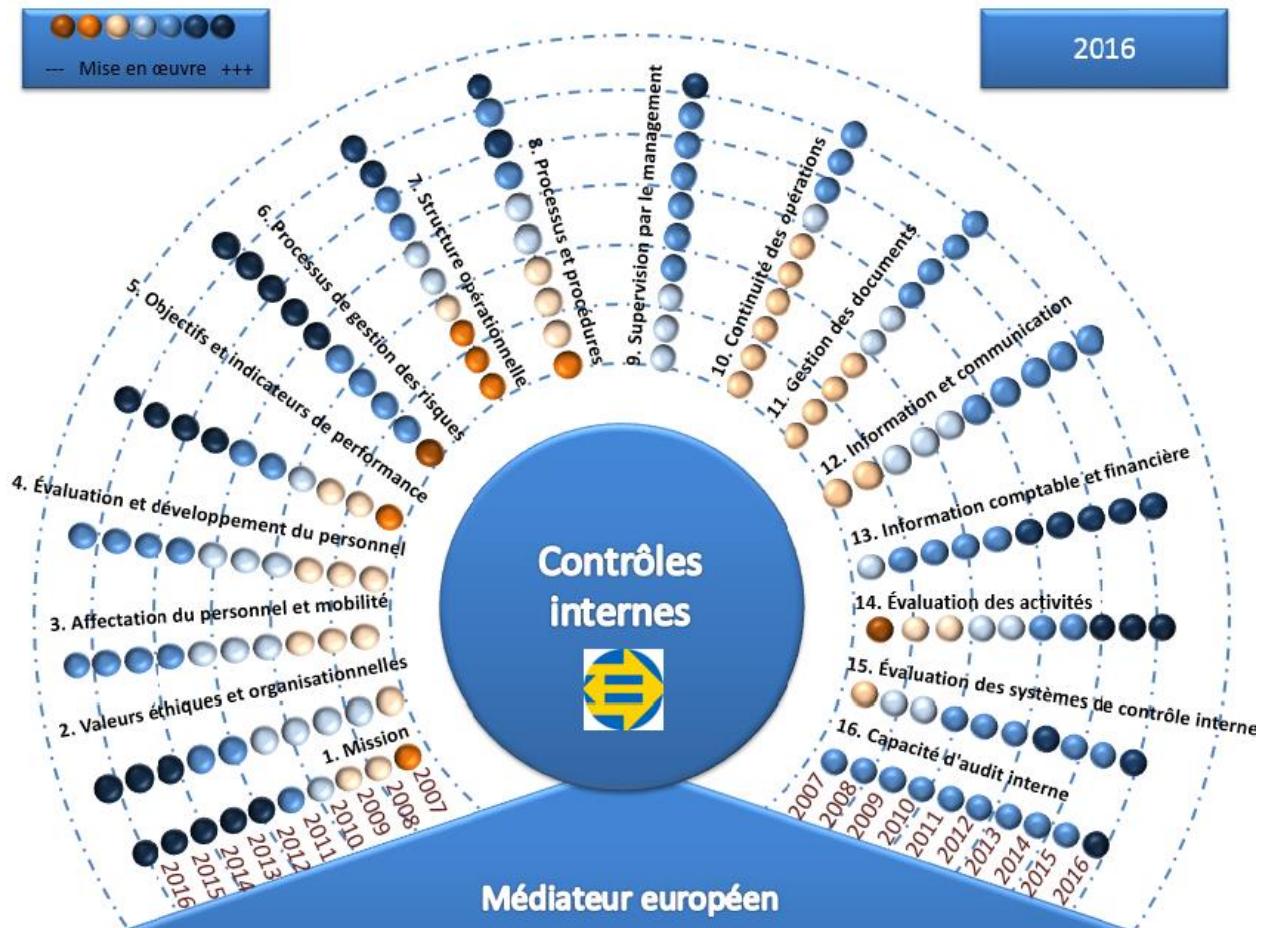 --- Mise en œuvre +++
2016
1. Mission
2. Valeurs éthiques et organisationnelles
3. Affectation du personnel et mobilité
4. Évaluation et développement du personnel
5. Objectifs et indicateurs de performance
6. Processus de gestion des risques
7. Structure opérationnelle
8. Processus et procédures
9. Supervision par le management
10. Continuité des opérations
11. Gestion des documents
12. Information et communication
13. Information comptable et financière
14. Évaluation des activités
15. Évaluation des systèmes de contrôle interne
16. Capacité d'audit interne
Contrôles
internes
2016
2015
2014
2013
2012
2011
2010
2009
2008
2007
2007
2008
2009
2010
2011
2012
2013
2014
2015
2016
Médiateur européen